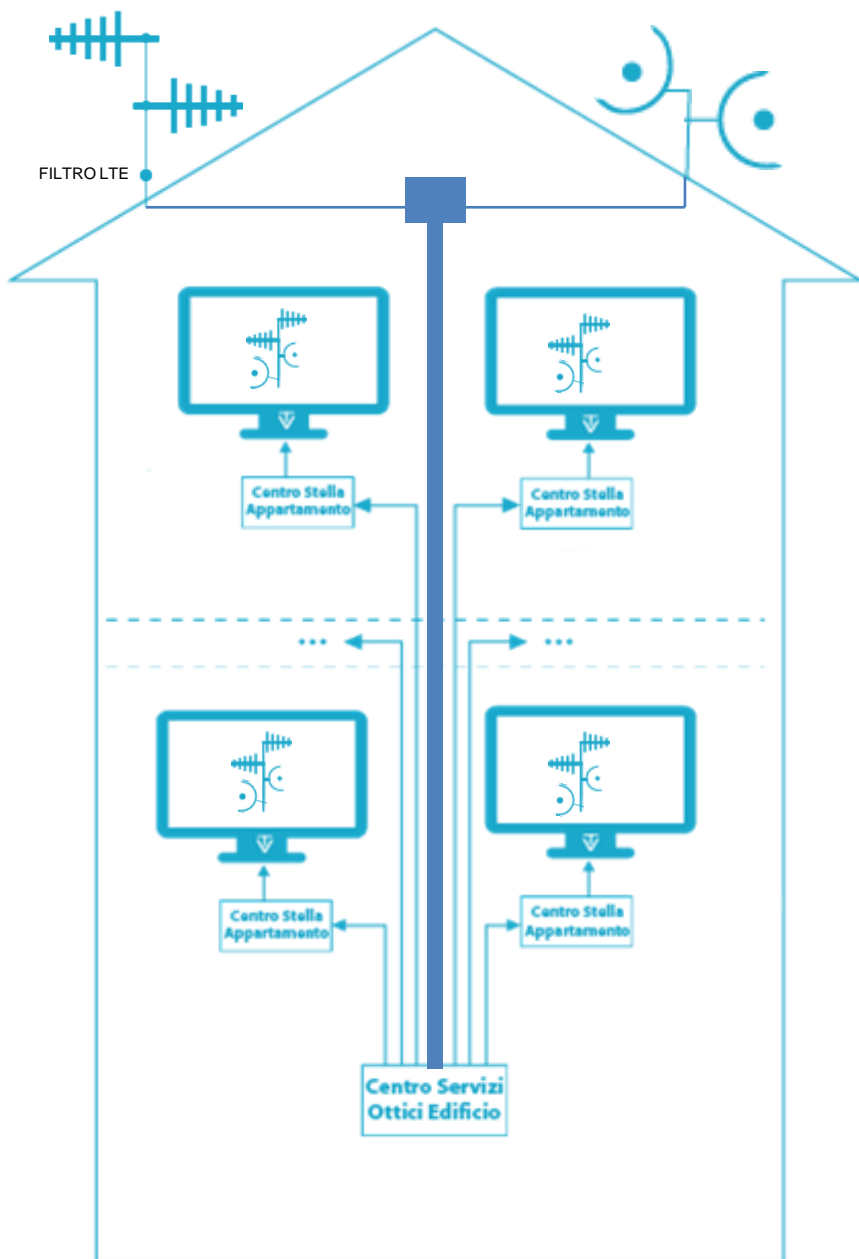 FILTRO LTE
Centro Stella
Appartamento
Centro Stella
Appartamento
...
...
Centro Stella
Appartamento
Centro Stella
Appartamento
Centro Servizi
Ottici Edificio